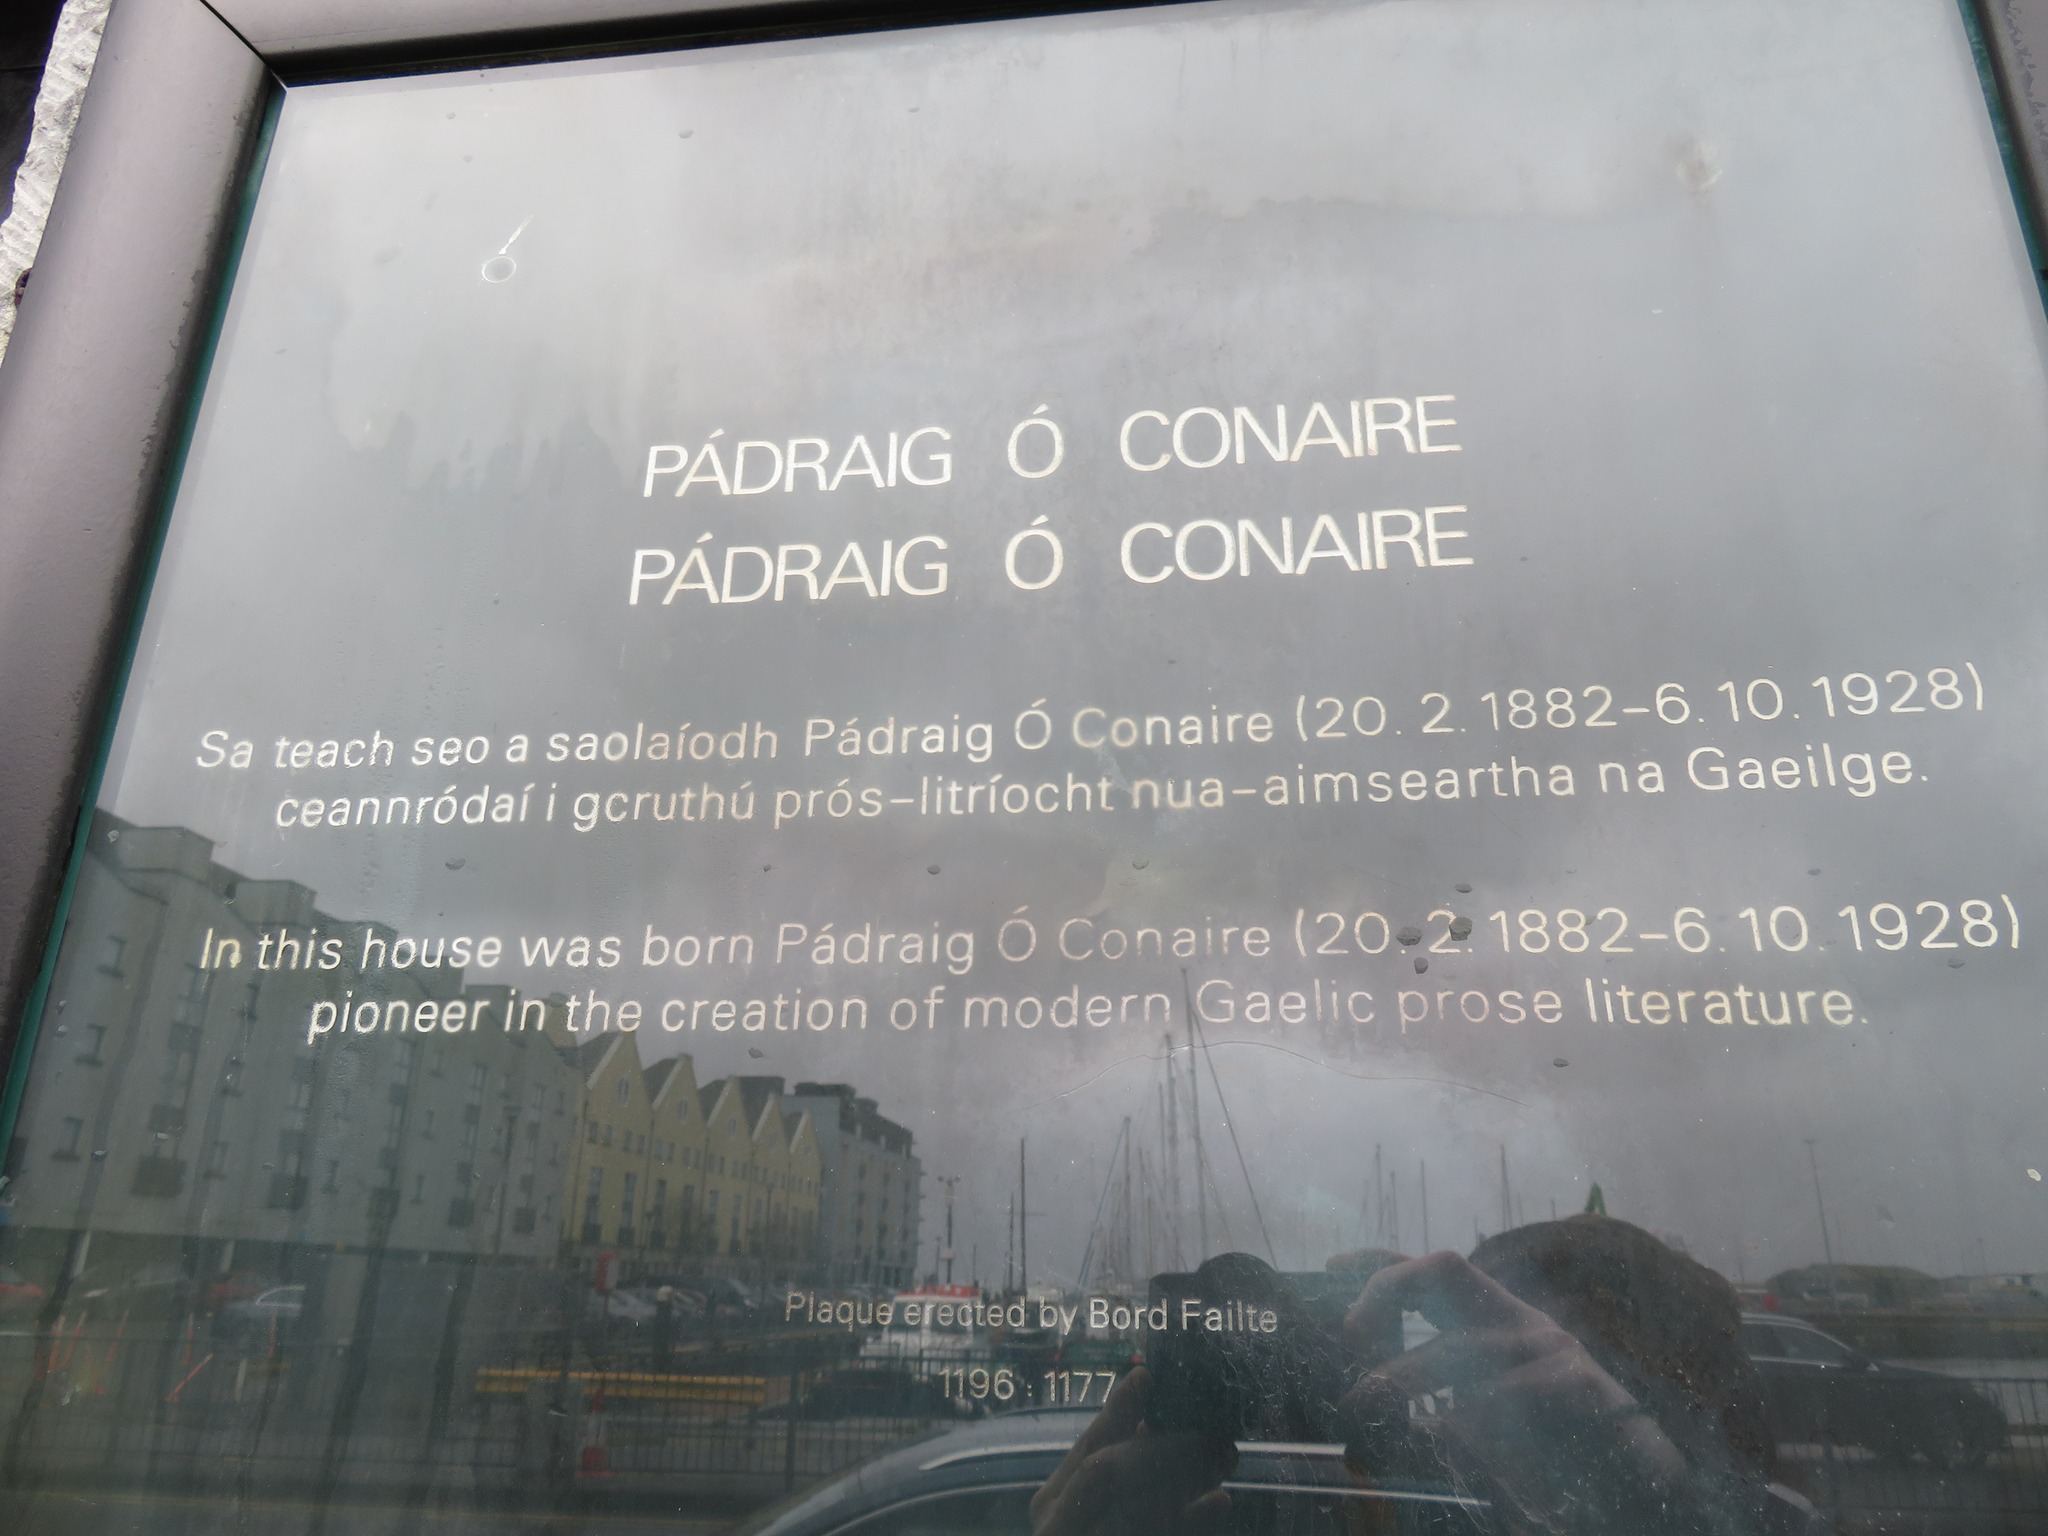 PÁDRAIG Ó CONAIRE
PÁDRAIG Ó CONAIRE
Sa teach seo a saolaíodh Pádraig Ó Conaire (20.2.1882-6.10.1928)
ceannródaí i gcruthú prós-litríocht nua-aimseartha na Gaeilge.
In this house was born Pádraig Ó Conaire (20.2.1882-6.10.1928)
pioneer in the creation of modern Gaelic prose literature.
Plaque erected by Bord Failte
1196 : 1177